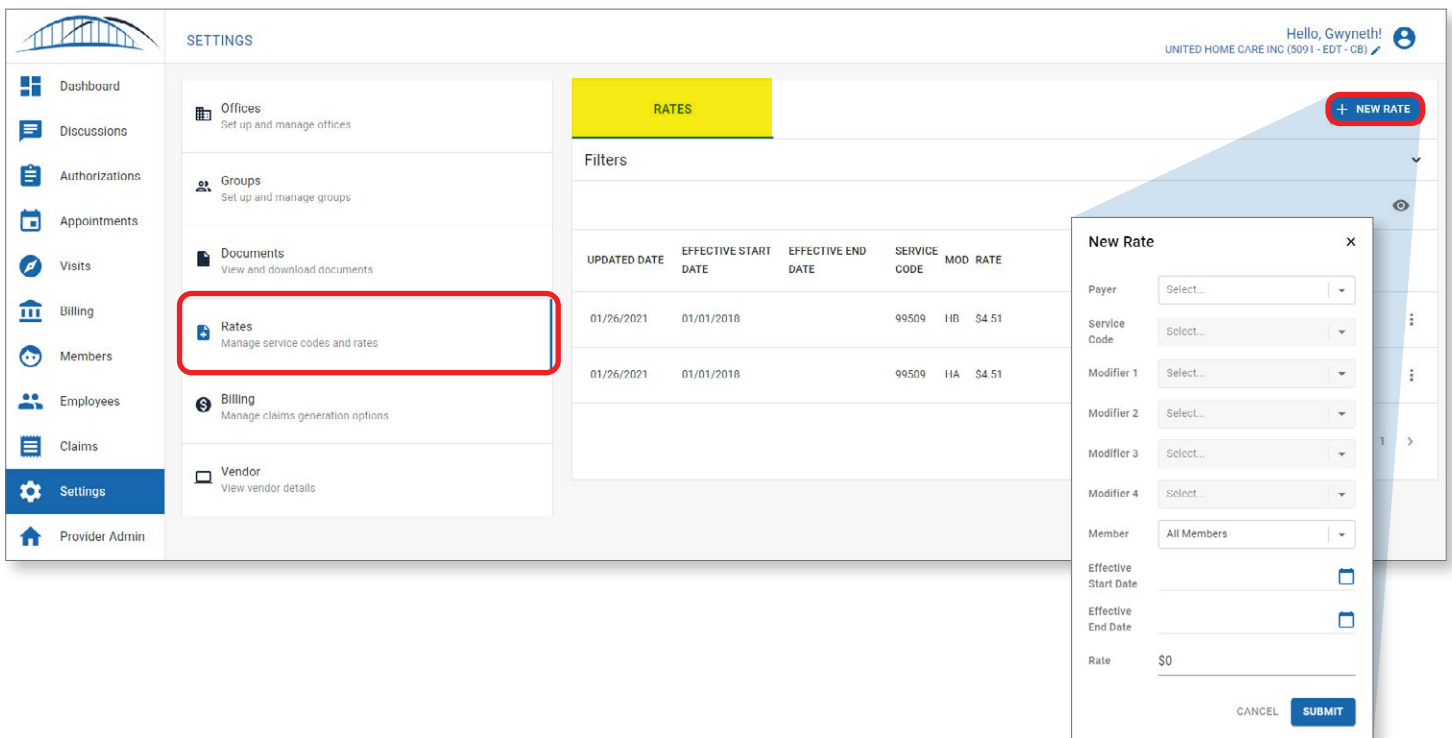 SETTINGS
Hello, Gwyneth!
UNITED HOME CARE INC (5091 - EDT - CB)
Dashboard
Discussions
Authorizations
Appointments
Visits
Billing
Members
Employees
Claims
Settings
Provider Admin
Offices
Set up and manage offices
Groups
Set up and manage groups
Documents
View and download documents
Rates
Manage service codes and rates
Billing
Manage claims generation options
Vendor
View vendor details
RATES
+ NEW RATE
Filters
UPDATED DATE
EFFECTIVE START
DATE
EFFECTIVE END
DATE
SERVICE
CODE
MOD
RATE
01/26/2021 01/01/2018 99509 HB $4.51
01/26/2021 01/01/2018 99509 HA $4.51
1 >
New Rate x
Payer Select...
Service
Code
Select...
Modifier 1 Select...
Modifier 2 Select...
Modifier 3 Select...
Modifier 4 Select...
Member All Members
Effective
Start Date
Effective
End Date
Rate $0
CANCEL SUBMIT